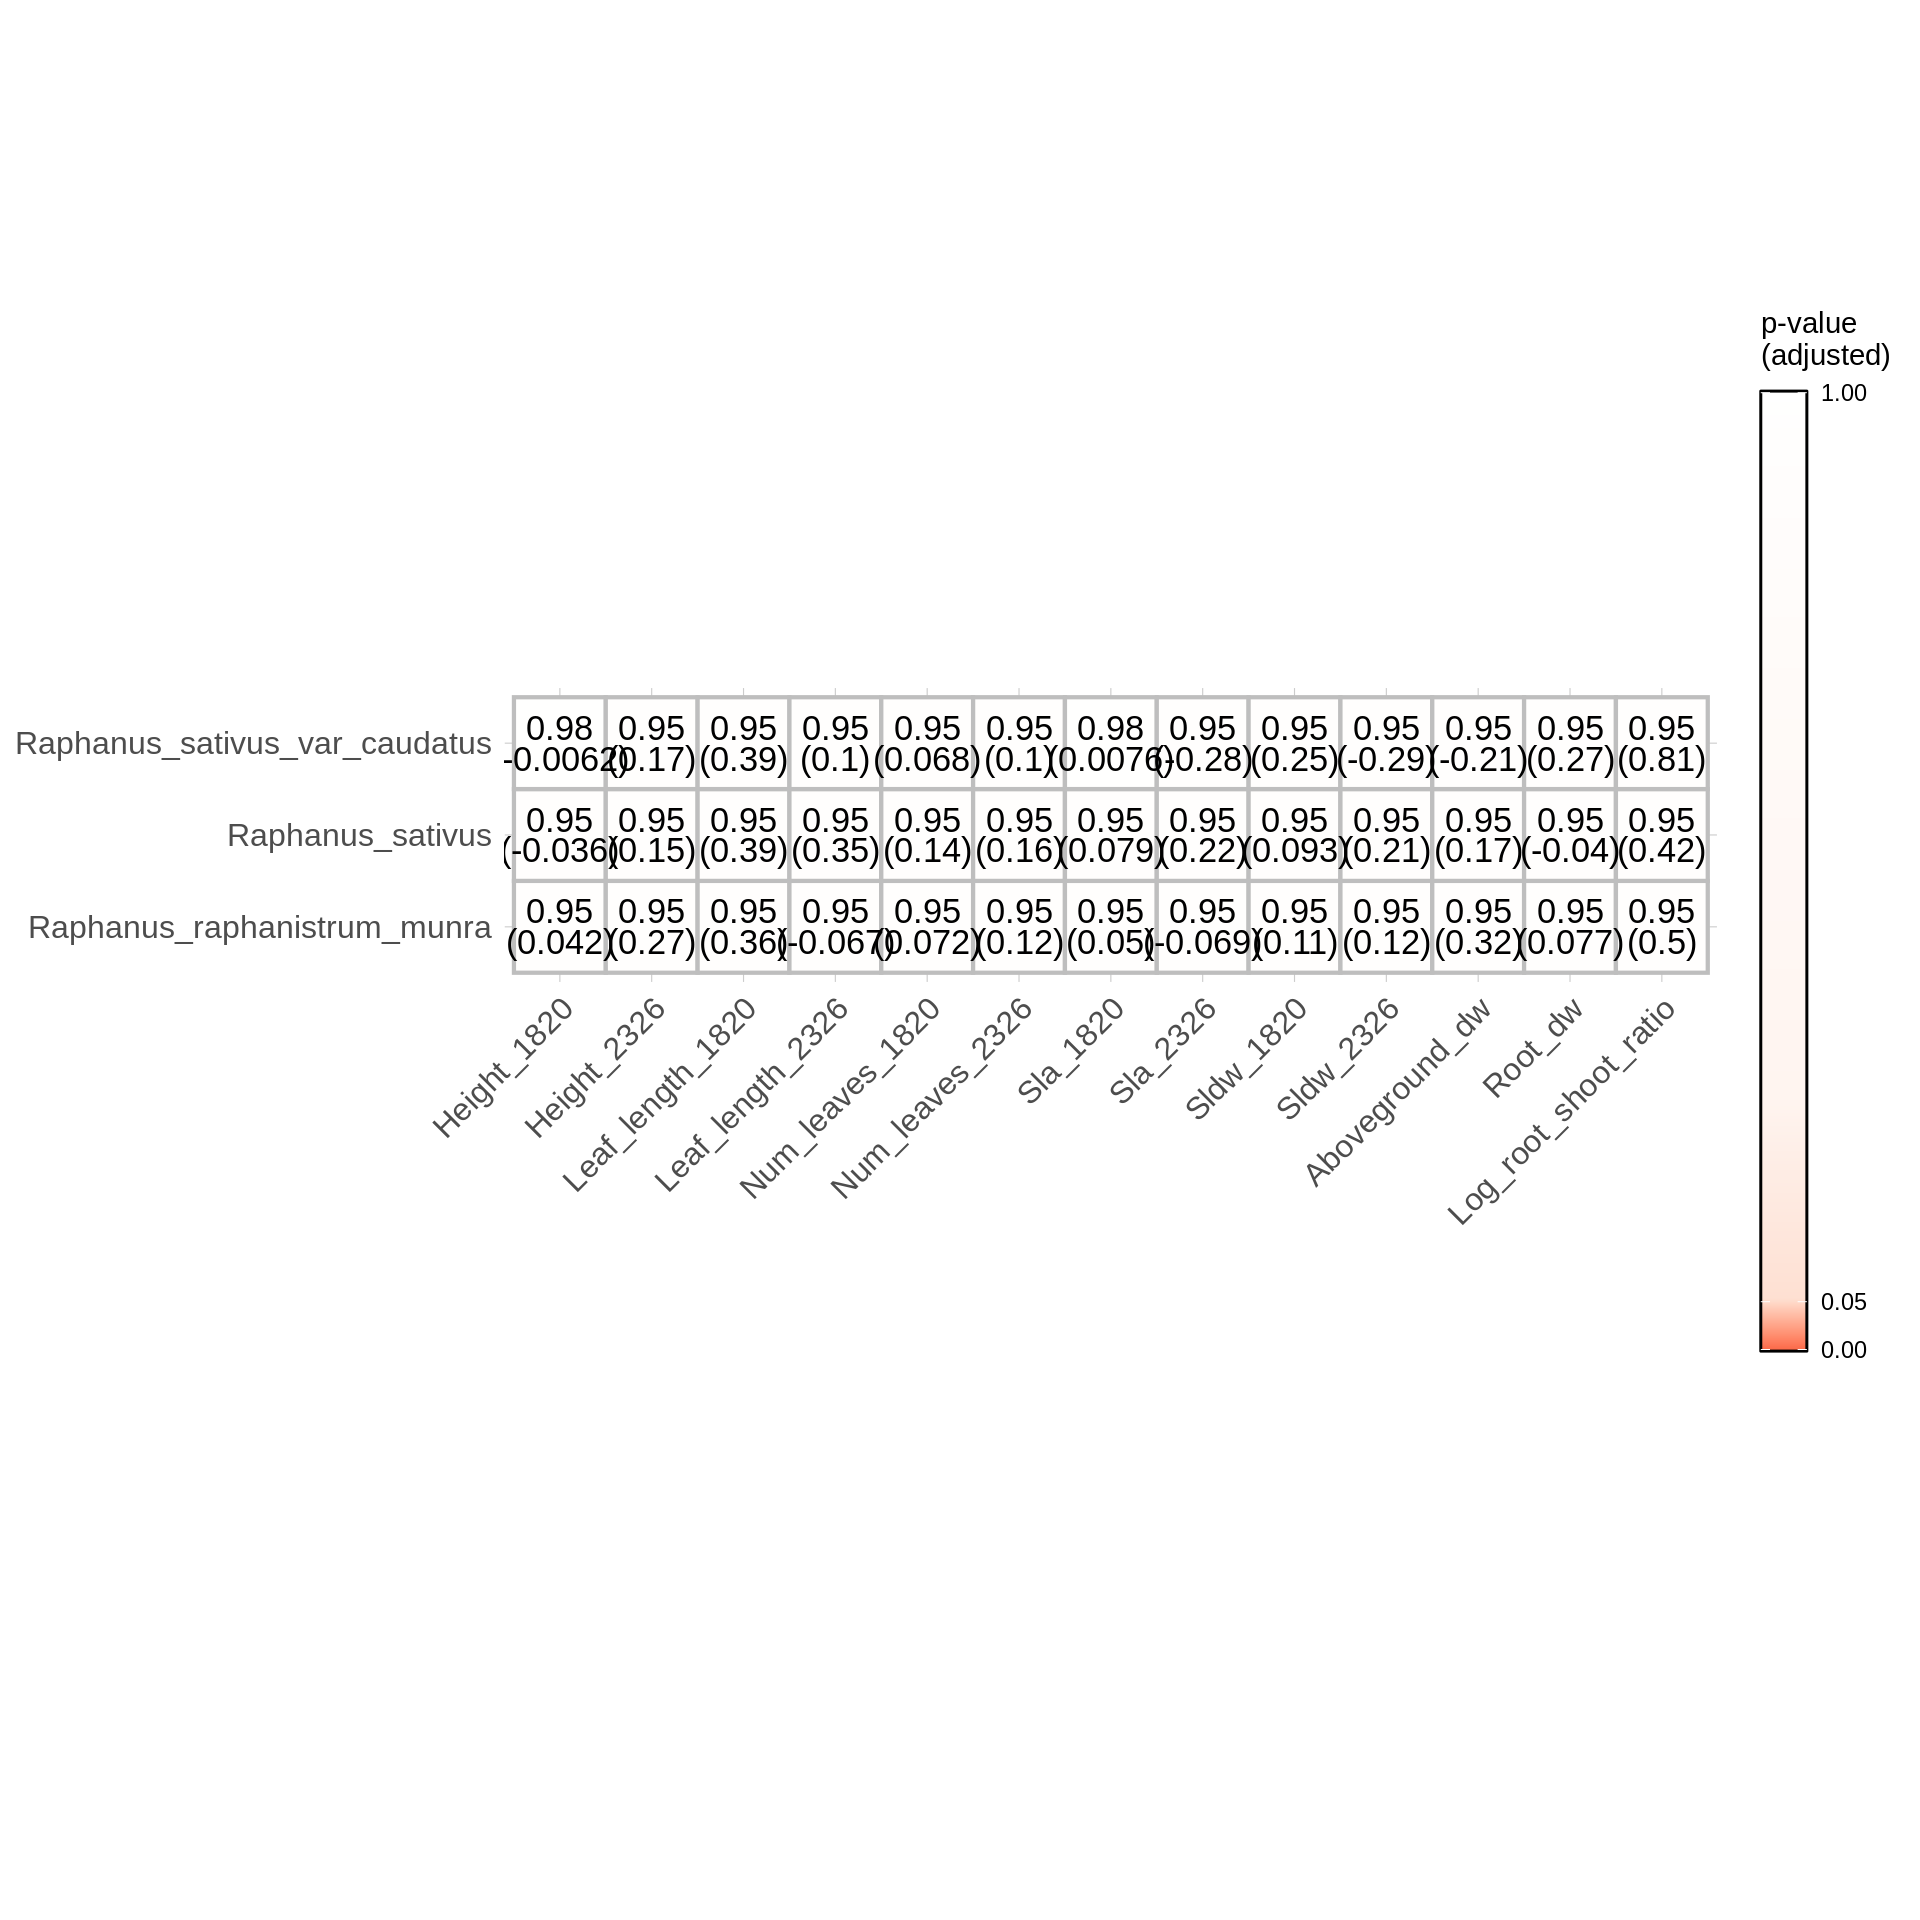 p-value
(adjusted)
1.00
0.05
0.00
Raphanus_sativus_var_caudatus
0.98 0.95 0.95 0.95 0.95 0.95 0.98 0.95 0.95 0.95 0.95 0.95 0.95
-0.0062) (0.17) (0.39) (0.1) (0.068) (0.1) (0.0076) (-0.28) (0.25) (-0.29) (-0.21) (0.27) (0.81)
Raphanus_sativus
0.95 0.95 0.95 0.95 0.95 0.95 0.95 0.95 0.95 0.95 0.95 0.95 0.95
(-0.036) (0.15) (0.39) (0.35) (0.14) (0.16) (0.079) (0.22) (0.093) (0.21) (0.17) (-0.04) (0.42)
Raphanus_raphanistrum_munra
0.95 0.95 0.95 0.95 0.95 0.95 0.95 0.95 0.95 0.95 0.95 0.95 0.95
(0.042) (0.27) (0.36) (-0.067) (0.072) (0.12) (0.05) (-0.069) (0.11) (0.12) (0.32) (0.077) (0.5)
Height_1820
Height_2326
Leaf_length_1820
Leaf_length_2326
Num_leaves_1820
Num_leaves_2326
Sla_1820
Sla_2326
Sldw_1820
Sldw_2326
Aboveground_dw
Root_dw
Log_root_shoot_ratio